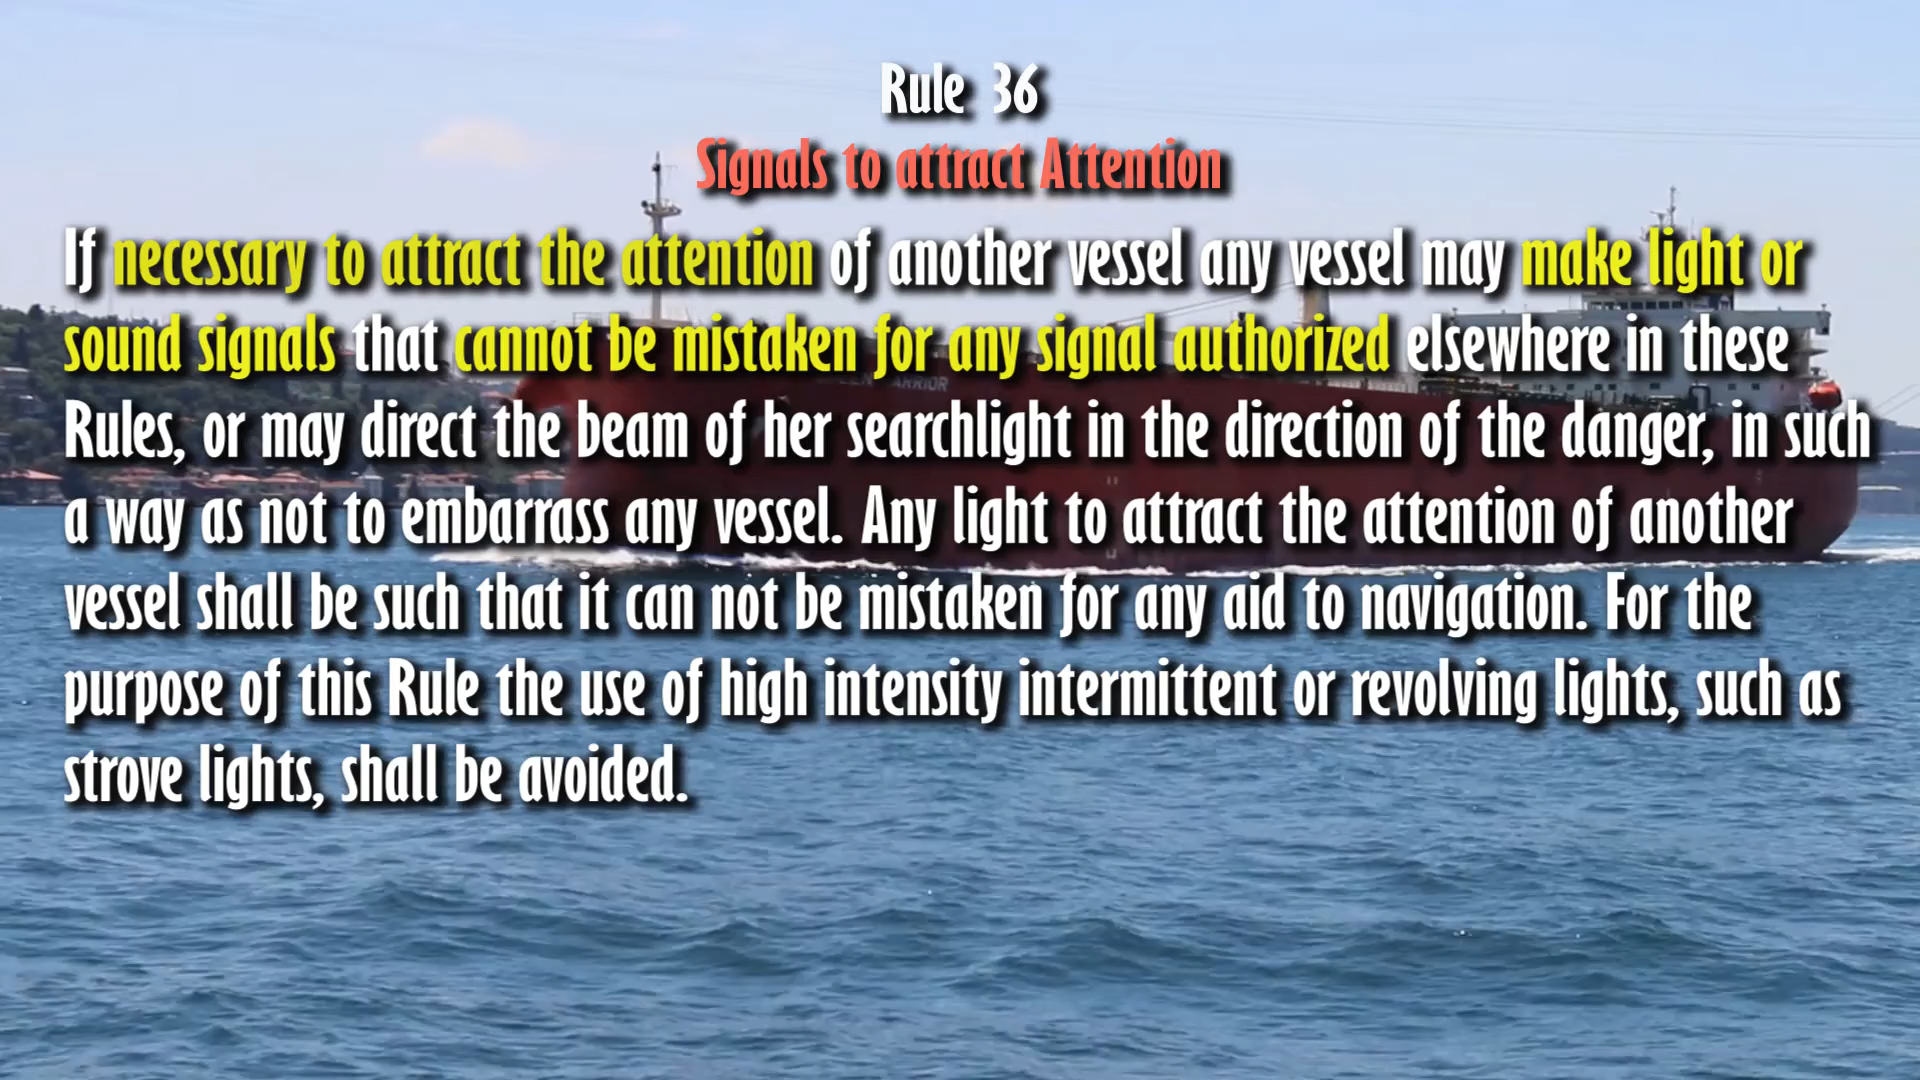 Rule 36
Signals to attract Attention
If necessary to attract the attention of another vessel any vessel may make light or
sound signals that cannot be mistaken for any signal authorized elsewhere in these
Rules, or may direct the beam of her searchlight in the direction of the danger, in such
a way as not to embarrass any vessel. Any light to attract the attention of another
vessel shall be such that it can not be mistaken for any aid to navigation. For the
purpose of this Rule the use of high intensity intermittent or revolving lights, such as
strove lights, shall be avoided.